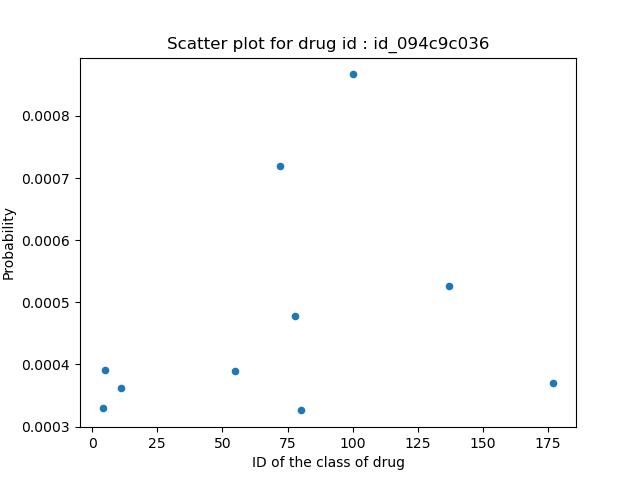 Scatter plot for drug id : id_094c9c036
0.0008
0.0007
0.0006
0.0005
0.0004
0.0003
Probability
0 25 50 75 100 125 150 175
ID of the class of drug